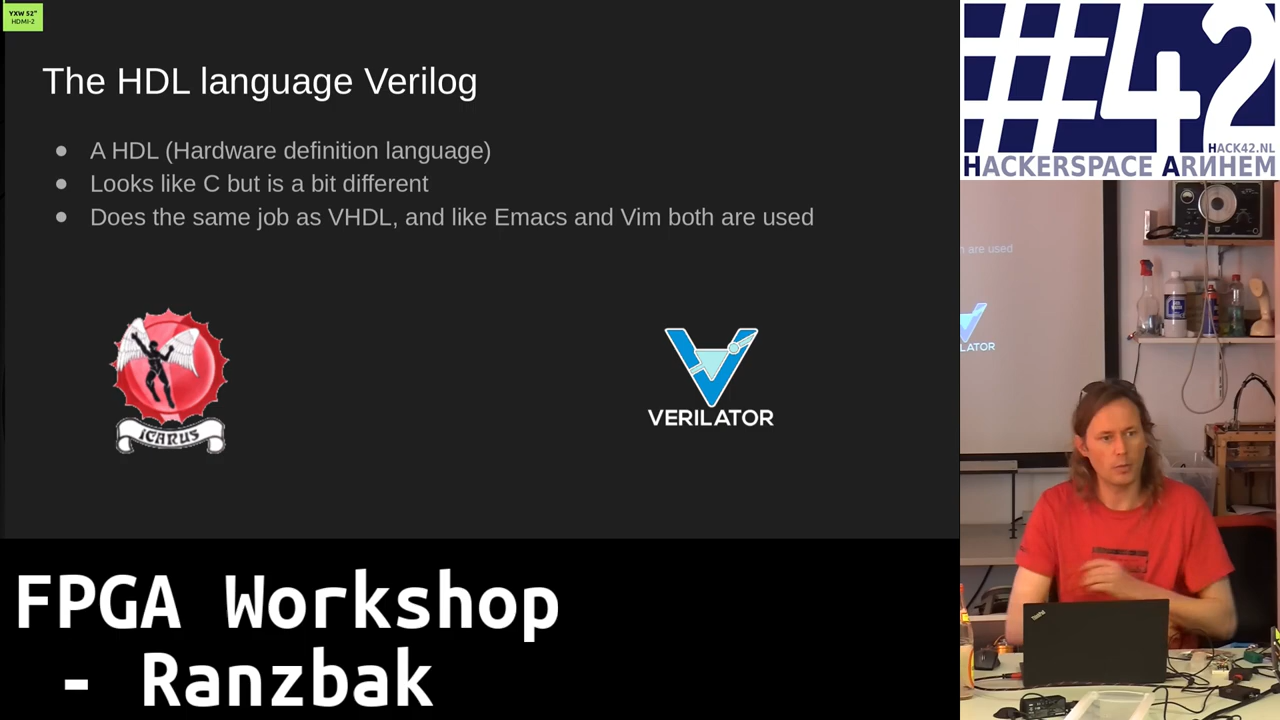 YXW 52"
HDMI-2
The HDL language Verilog
● A HDL (Hardware definition language)
● Looks like C but is a bit different
● Does the same job as VHDL, and like Emacs and Vim both are used
ICARUS
VERILATOR
FPGA Workshop
- Ranzbak
#42
HACK42.NL
HACKERSPACE ARИHEM
are used
LATOR
ThinkPad